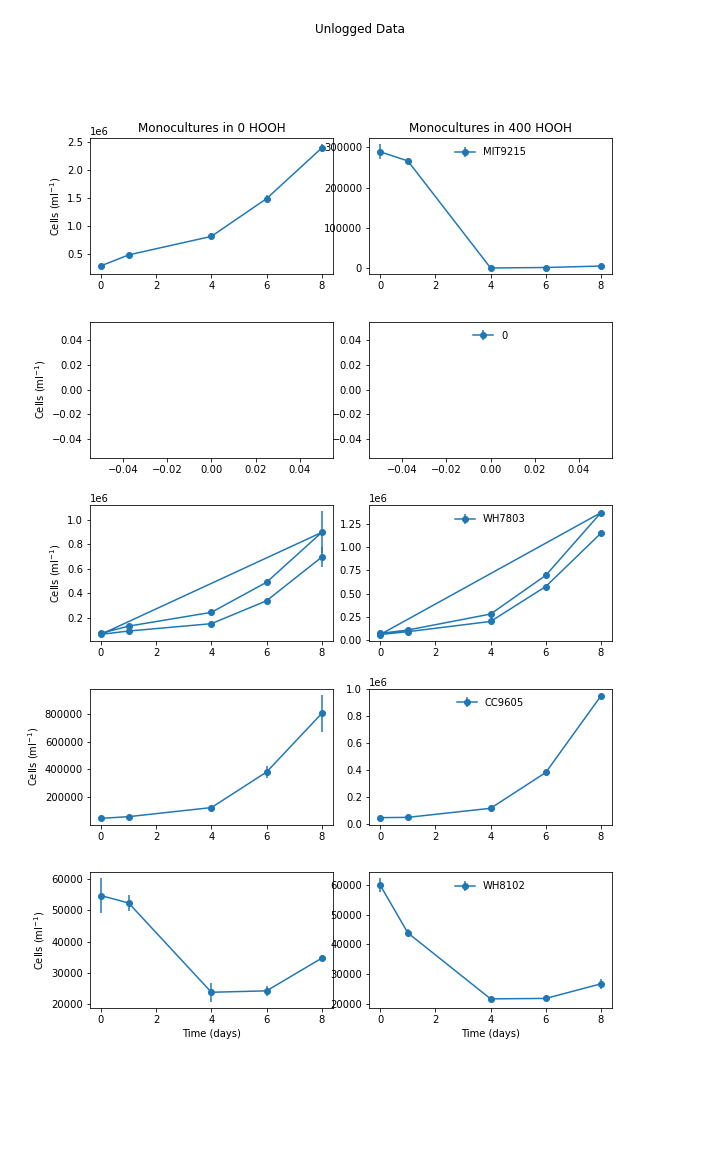 Unlogged Data
Monocultures in 0 HOOH
Monocultures in 400 HOOH
1e6
2.5
2.0
1.5
1.0
0.5
Cells (ml⁻¹)
0 2 4 6 8
300000
200000
100000
0
MIT9215
0 2 4 6 8
0.04
0.02
0.00
−0.02
−0.04
Cells (ml⁻¹)
−0.04 −0.02 0.00 0.02 0.04
0.04
0.02
0.00
−0.02
−0.04
0
−0.04 −0.02 0.00 0.02 0.04
1e6
1.0
0.8
0.6
0.4
0.2
Cells (ml⁻¹)
0 2 4 6 8
1e6
1.25
1.00
0.75
0.50
0.25
0.00
WH7803
0 2 4 6 8
800000
600000
400000
200000
Cells (ml⁻¹)
0 2 4 6 8
1e6
1.0
0.8
0.6
0.4
0.2
0.0
CC9605
0 2 4 6 8
60000
50000
40000
30000
20000
Cells (ml⁻¹)
0 2 4 6 8
Time (days)
60000
50000
40000
30000
20000
WH8102
0 2 4 6 8
Time (days)